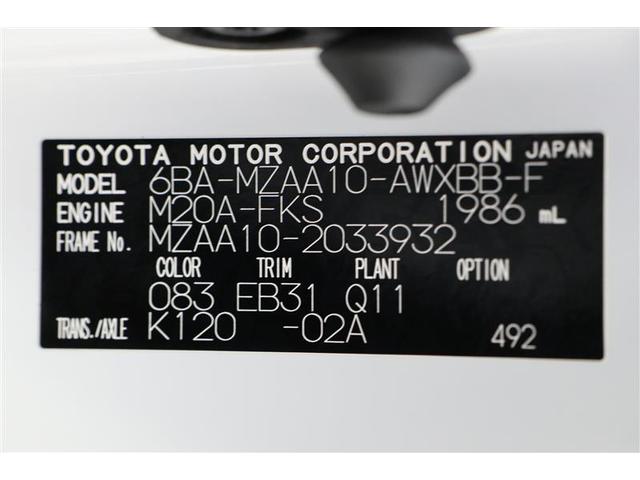 TOYOTA MOTOR CORPORATION JAPAN
MODEL 6BA-MZAA10-AWXBB-F
ENGINE M20A-FKS 1986 mL
FRAME No. MZAA10-2033932
COLOR TRIM PLANT OPTION
083 EB31 Q11
TRANS./AXLE K120 -02A 492